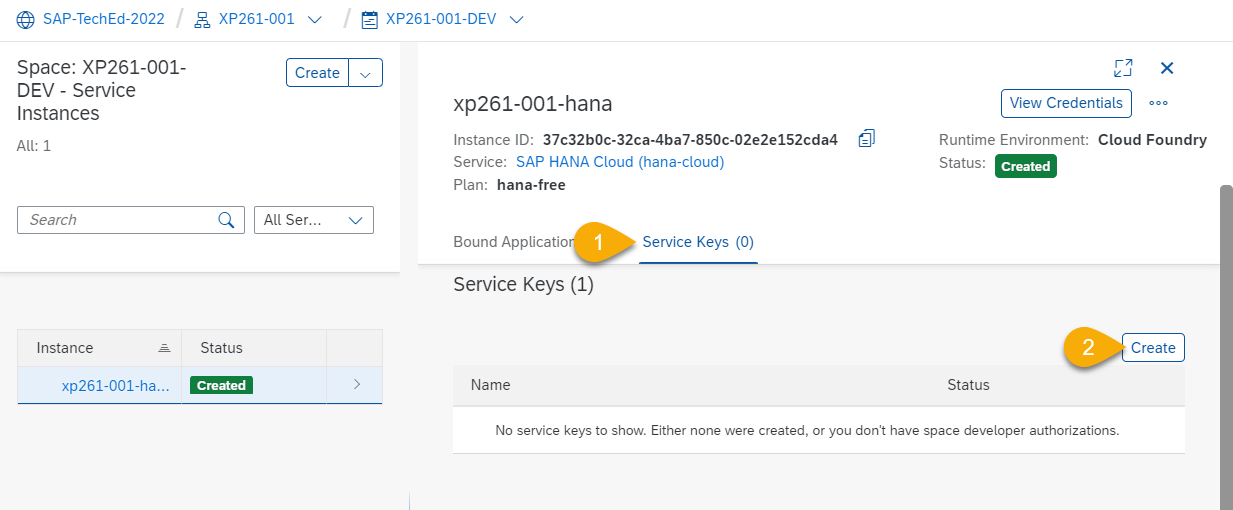 SAP-TechEd-2022 / XP261-001 / XP261-001-DEV
Space: XP261-001-
DEV - Service
Instances
Create
All: 1
Search
All Ser...
Instance Status
xp261-001-ha... Created
xp261-001-hana
View Credentials
Instance ID: 37c32b0c-32ca-4ba7-850c-02e2e152cda4
Service: SAP HANA Cloud (hana-cloud)
Plan: hana-free
Runtime Environment: Cloud Foundry
Status: Created
Bound Application
1
Service Keys (0)
Service Keys (1)
2
Create
Name Status
No service keys to show. Either none were created, or you don't have space developer authorizations.